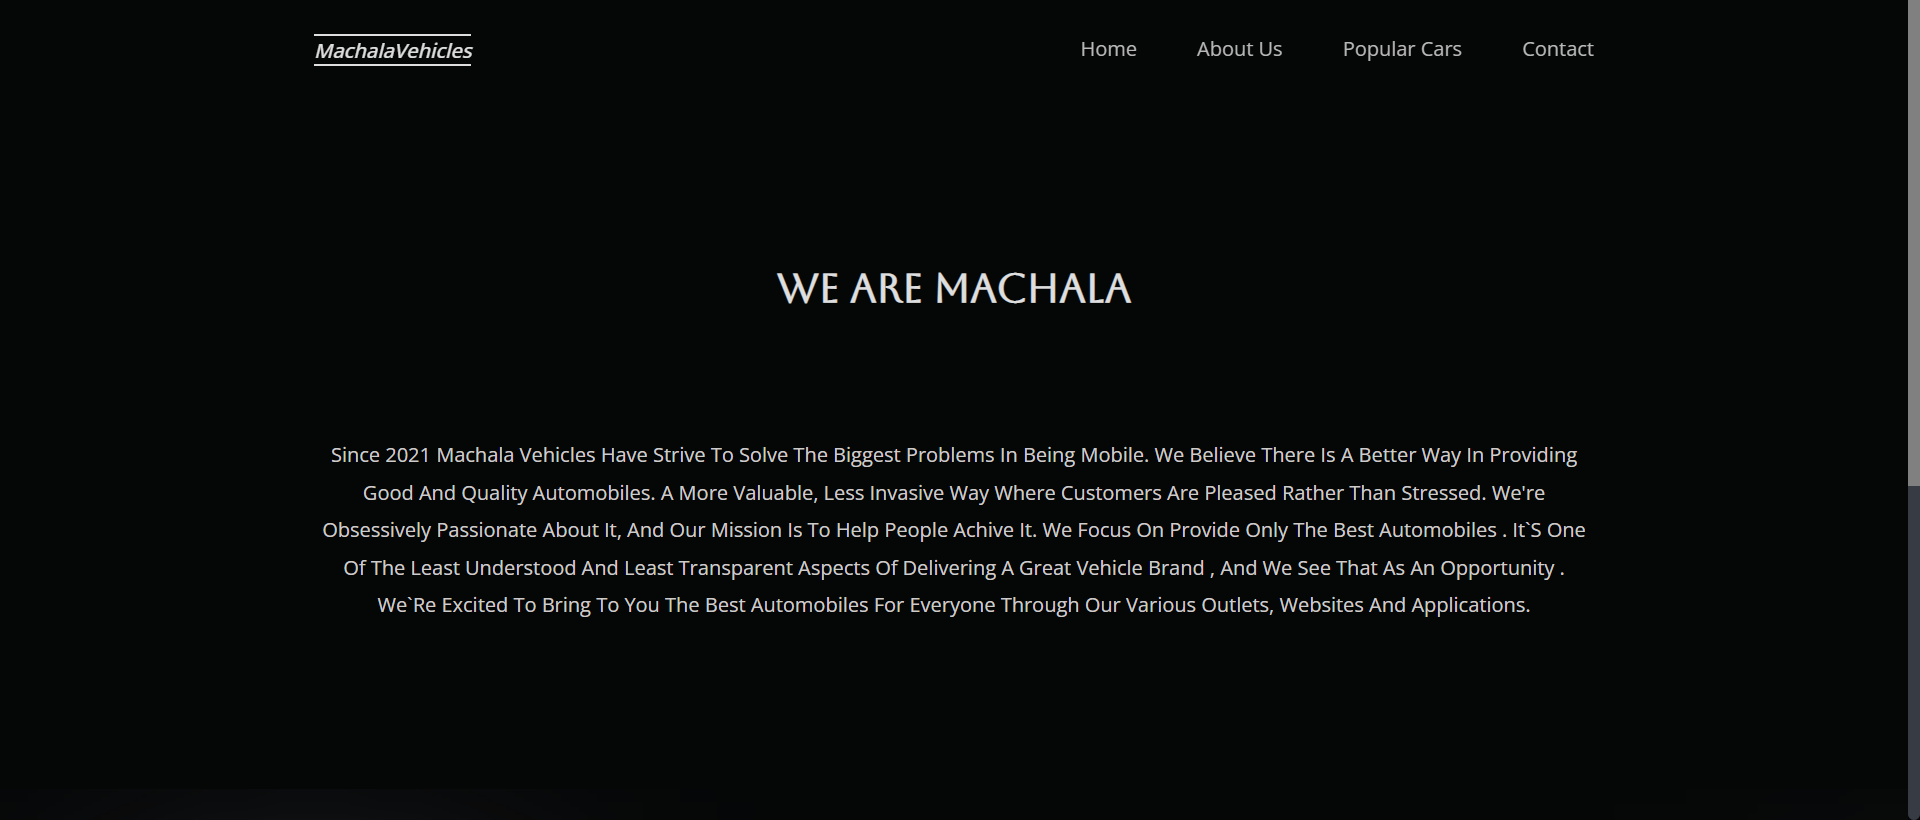 MachalaVehicles
Home About Us Popular Cars Contact
WE ARE MACHALA
Since 2021 Machala Vehicles Have Strive To Solve The Biggest Problems In Being Mobile. We Believe There Is A Better Way In Providing
Good And Quality Automobiles. A More Valuable, Less Invasive Way Where Customers Are Pleased Rather Than Stressed. We're
Obsessively Passionate About It, And Our Mission Is To Help People Achive It. We Focus On Provide Only The Best Automobiles . It`S One
Of The Least Understood And Least Transparent Aspects Of Delivering A Great Vehicle Brand , And We See That As An Opportunity .
We`Re Excited To Bring To You The Best Automobiles For Everyone Through Our Various Outlets, Websites And Applications.